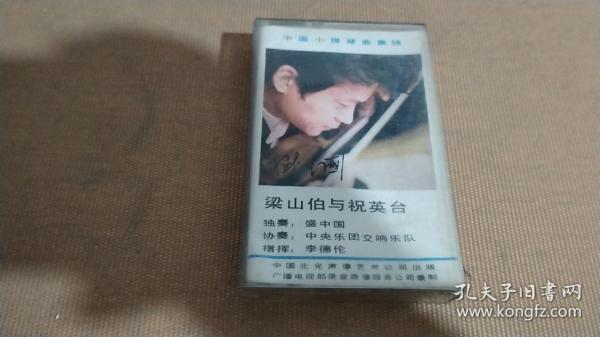 中国小提琴曲集锦
梁山伯与祝英台
独奏：盛中国
协奏：中央乐团交响乐队
指挥：李德伦
中国北光声像艺术公司出版
广播电视部录音录像服务公司录制
孔夫子旧书网
www.kongfz.com